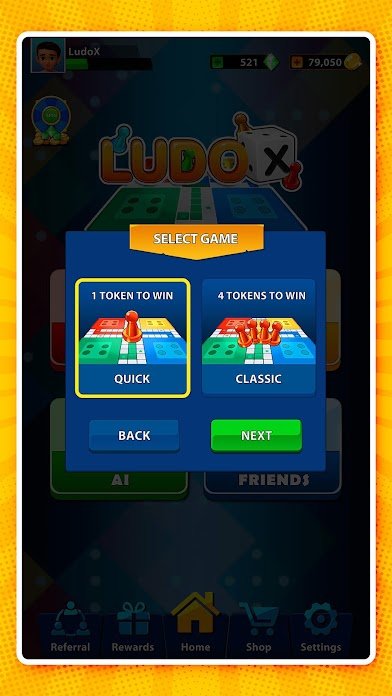 LudoX
521
79,050
SPIN
LUDO X
SELECT GAME
1 TOKEN TO WIN
4 TOKENS TO WIN
QUICK
CLASSIC
BACK
NEXT
AI
FRIENDS
Referral
Rewards
Home
Shop
Settings